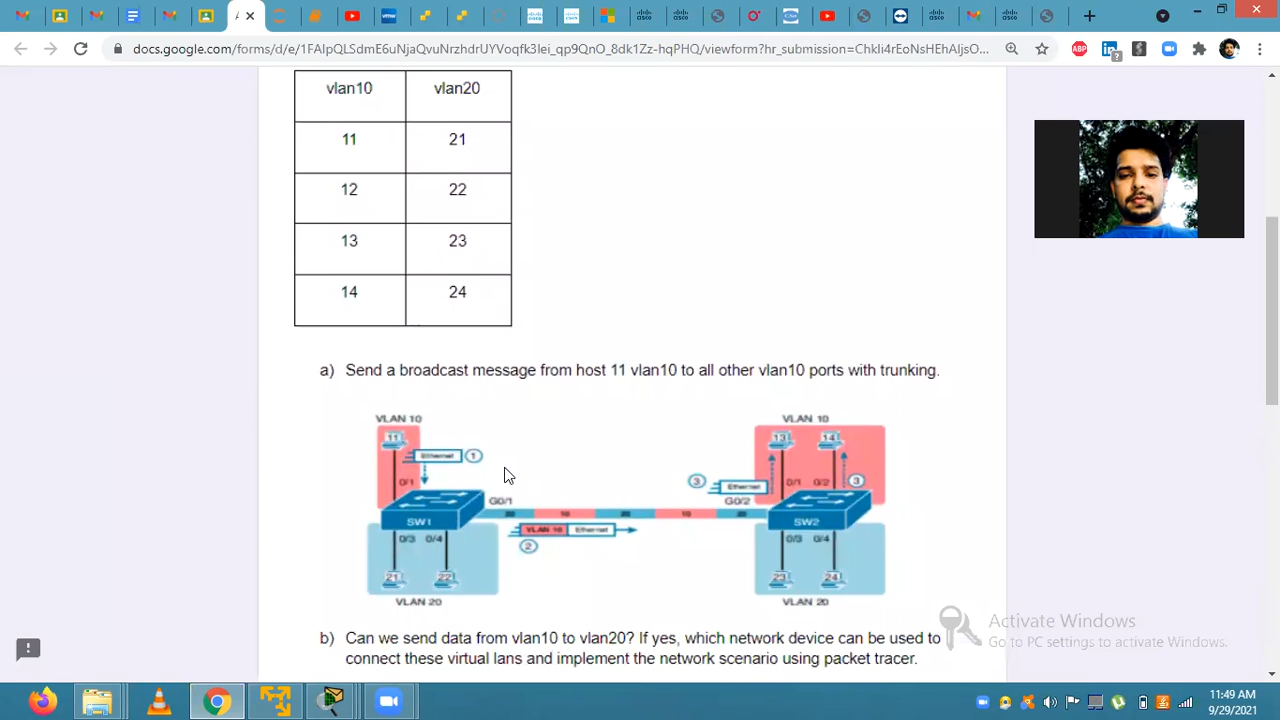 docs.google.com/forms/d/e/1FAIpQLSdmE6uNjaQvuNrzhdrUYVoqfk3lei_qp9QnO_8dk1Zz-hqPHQ/viewform?hr_submission=Chkli4rEoNsHEhAljsO...
vlan10 vlan20
11 21
12 22
13 23
14 24
a) Send a broadcast message from host 11 vlan10 to all other vlan10 ports with trunking.
VLAN 10 VLAN 10
11 13 14
Ethernet 1
3 Ethernet 3
0/1 0/1 0/2
G0/1 G0/2
20 10 20 10 20
SW1 SW2
VLAN 10 Ethernet
2
0/3 0/4 0/3 0/4
21 22 23 24
VLAN 20 VLAN 20
b) Can we send data from vlan10 to vlan20? If yes, which network device can be used to
connect these virtual lans and implement the network scenario using packet tracer.
Activate Windows
Go to PC settings to activate Windows.
11:49 AM
9/29/2021